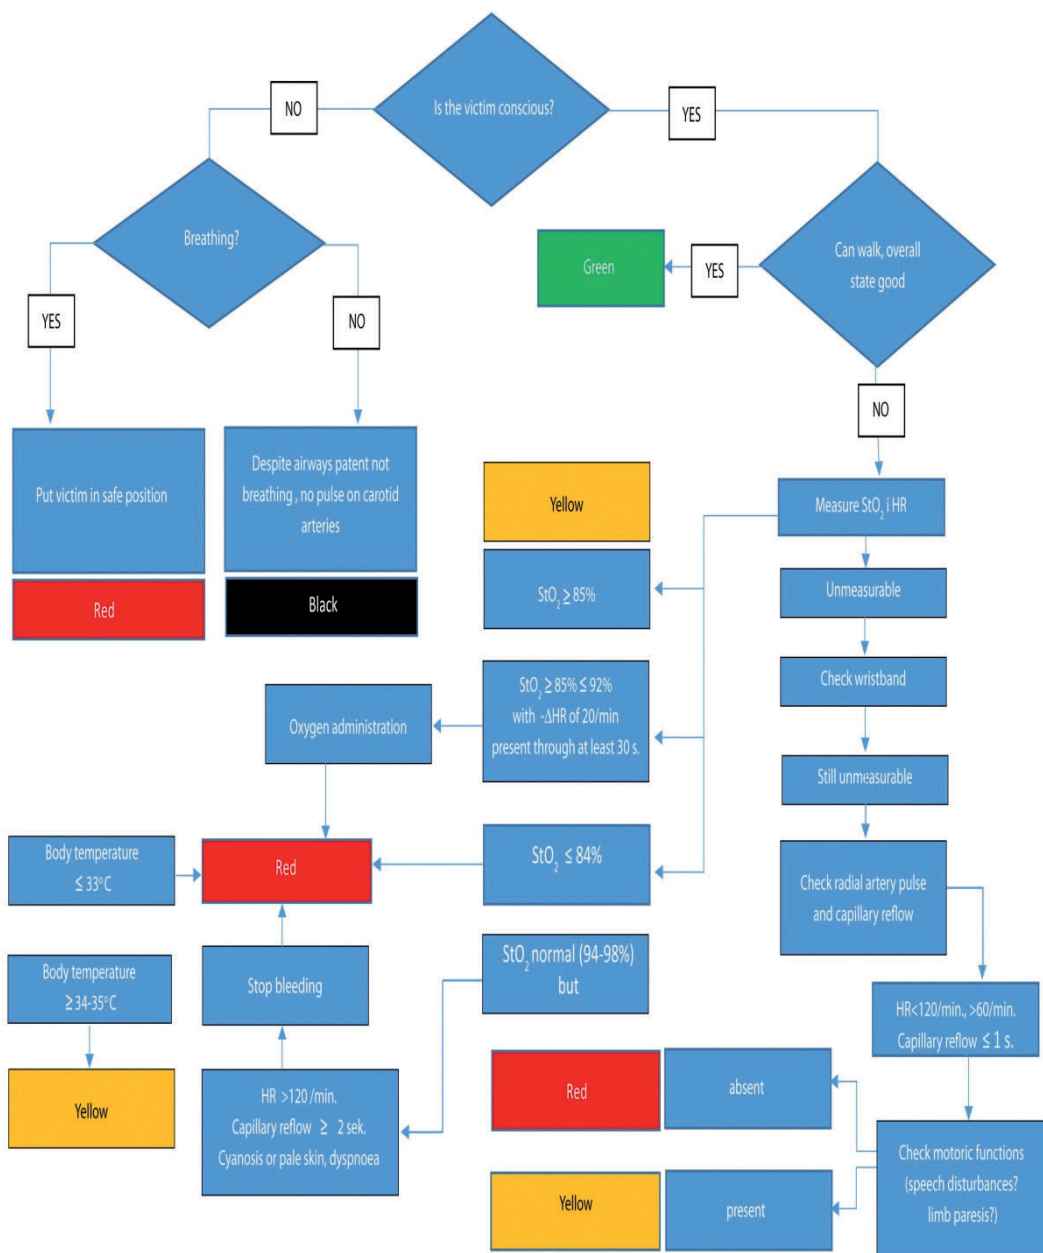 Is the victim conscious?
NO
YES
Breathing?
Can walk, overall
state good
Green
YES
YES
NO
NO
Put victim in safe position
Red
Despite airways patent not
breathing , no pulse on carotid
arteries
Black
Yellow
StO₂ ≥ 85%
Measure StO₂ i HR
Unmeasurable
Check wristband
Still unmeasurable
Check radial artery pulse
and capillary reflow
HR<120/min., >60/min.
Capillary reflow ≤ 1 s.
Check motoric functions
(speech disturbances?
limb paresis?)
StO₂ ≥ 85% ≤ 92%
with -ΔHR of 20/min
present through at least 30 s.
Oxygen administration
Body temperature
≤ 33°C
Red
StO₂ ≤ 84%
Body temperature
≥ 34-35°C
Yellow
Stop bleeding
StO₂ normal (94-98%)
but
HR >120 /min.
Capillary reflow ≥ 2 sek.
Cyanosis or pale skin, dyspnoea
Red
absent
Yellow
present